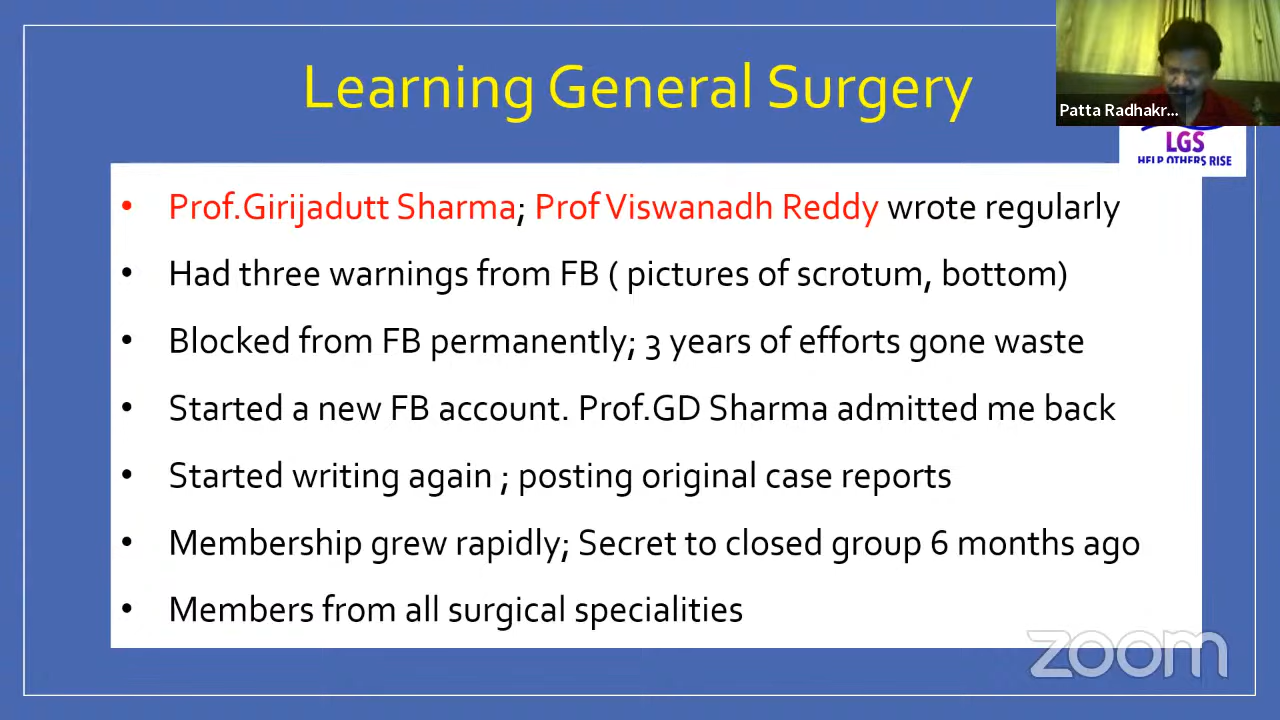 Learning General Surgery
Patta Radhakr...
LGS
HELP OTHERS RISE
• Prof.Girijadutt Sharma; Prof Viswanadh Reddy wrote regularly
• Had three warnings from FB ( pictures of scrotum, bottom)
• Blocked from FB permanently; 3 years of efforts gone waste
• Started a new FB account. Prof.GD Sharma admitted me back
• Started writing again ; posting original case reports
• Membership grew rapidly; Secret to closed group 6 months ago
• Members from all surgical specialities
zoom